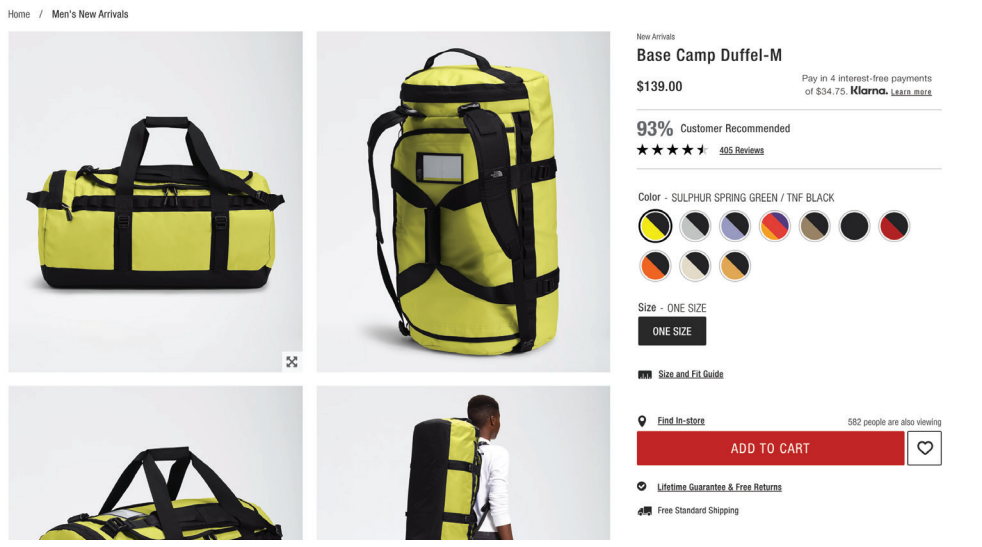 Home / Men's New Arrivals
New Arrivals
Base Camp Duffel-M
$139.00
Pay in 4 interest-free payments
of $34.75. Klarna. Learn more
93% Customer Recommended
405 Reviews
Color - SULPHUR SPRING GREEN / TNF BLACK
Size - ONE SIZE
ONE SIZE
Size and Fit Guide
Find In-store
582 people are also viewing
ADD TO CART
Lifetime Guarantee & Free Returns
Free Standard Shipping